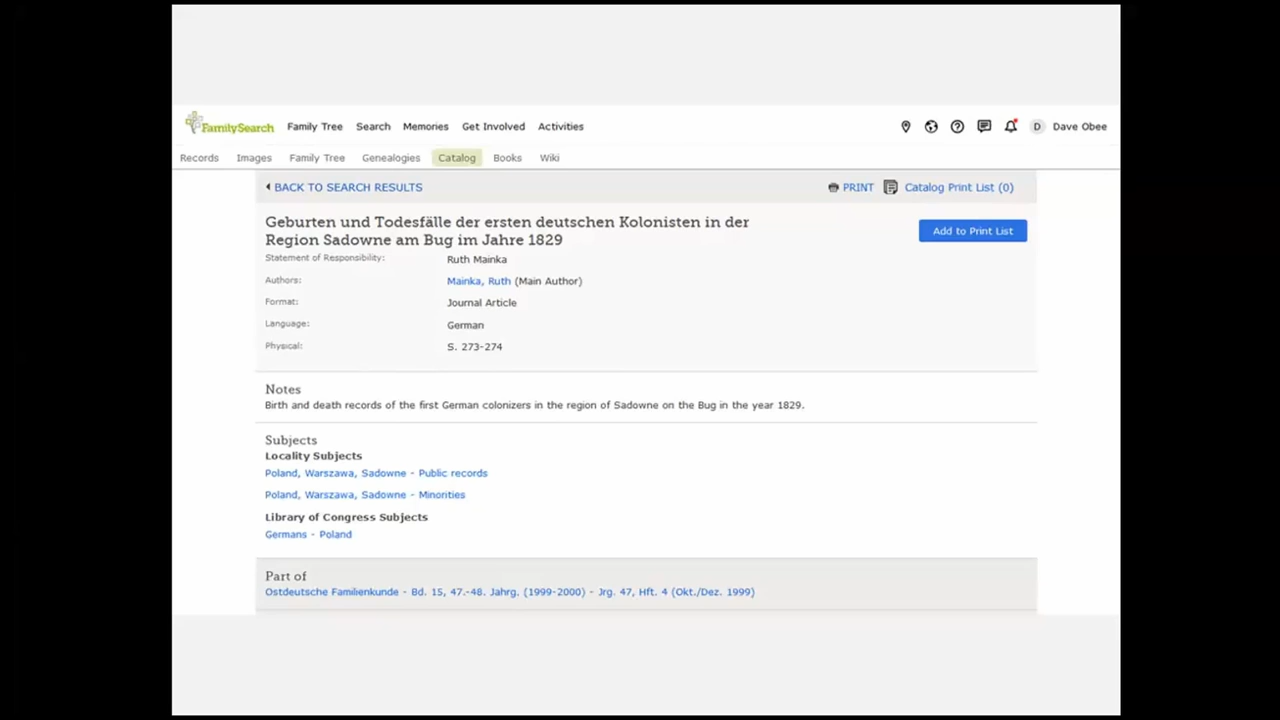 FamilySearch Family Tree Search Memories Get Involved Activities D Dave Obee
Records Images Family Tree Genealogies Catalog Books Wiki
BACK TO SEARCH RESULTS PRINT Catalog Print List (0)
Geburten und Todesfälle der ersten deutschen Kolonisten in der
Region Sadowne am Bug im Jahre 1829
Add to Print List
Statement of Responsibility: Ruth Mainka
Authors: Mainka, Ruth (Main Author)
Format: Journal Article
Language: German
Physical: S. 273-274
Notes
Birth and death records of the first German colonizers in the region of Sadowne on the Bug in the year 1829.
Subjects
Locality Subjects
Poland, Warszawa, Sadowne - Public records
Poland, Warszawa, Sadowne - Minorities
Library of Congress Subjects
Germans - Poland
Part of
Ostdeutsche Familienkunde - Bd. 15, 47.-48. Jahrg. (1999-2000) - Jrg. 47, Hft. 4 (Okt./Dez. 1999)